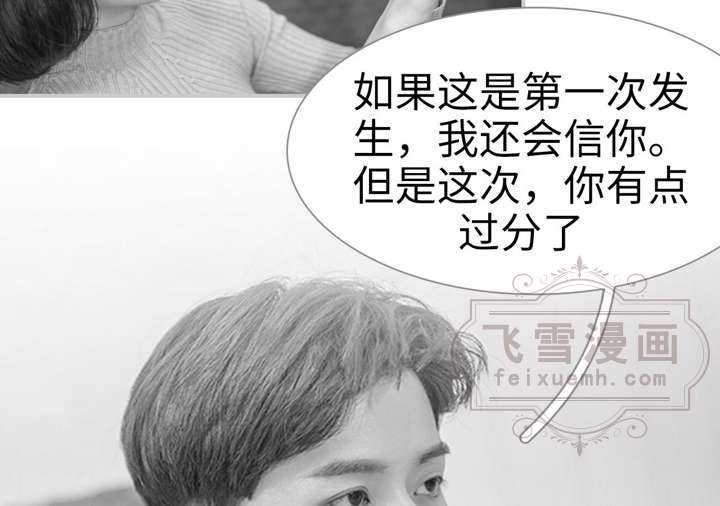 如果这是第一次发
生，我还会信你。
但是这次，你有点
过分了
飞雪漫画
feixuemh.com